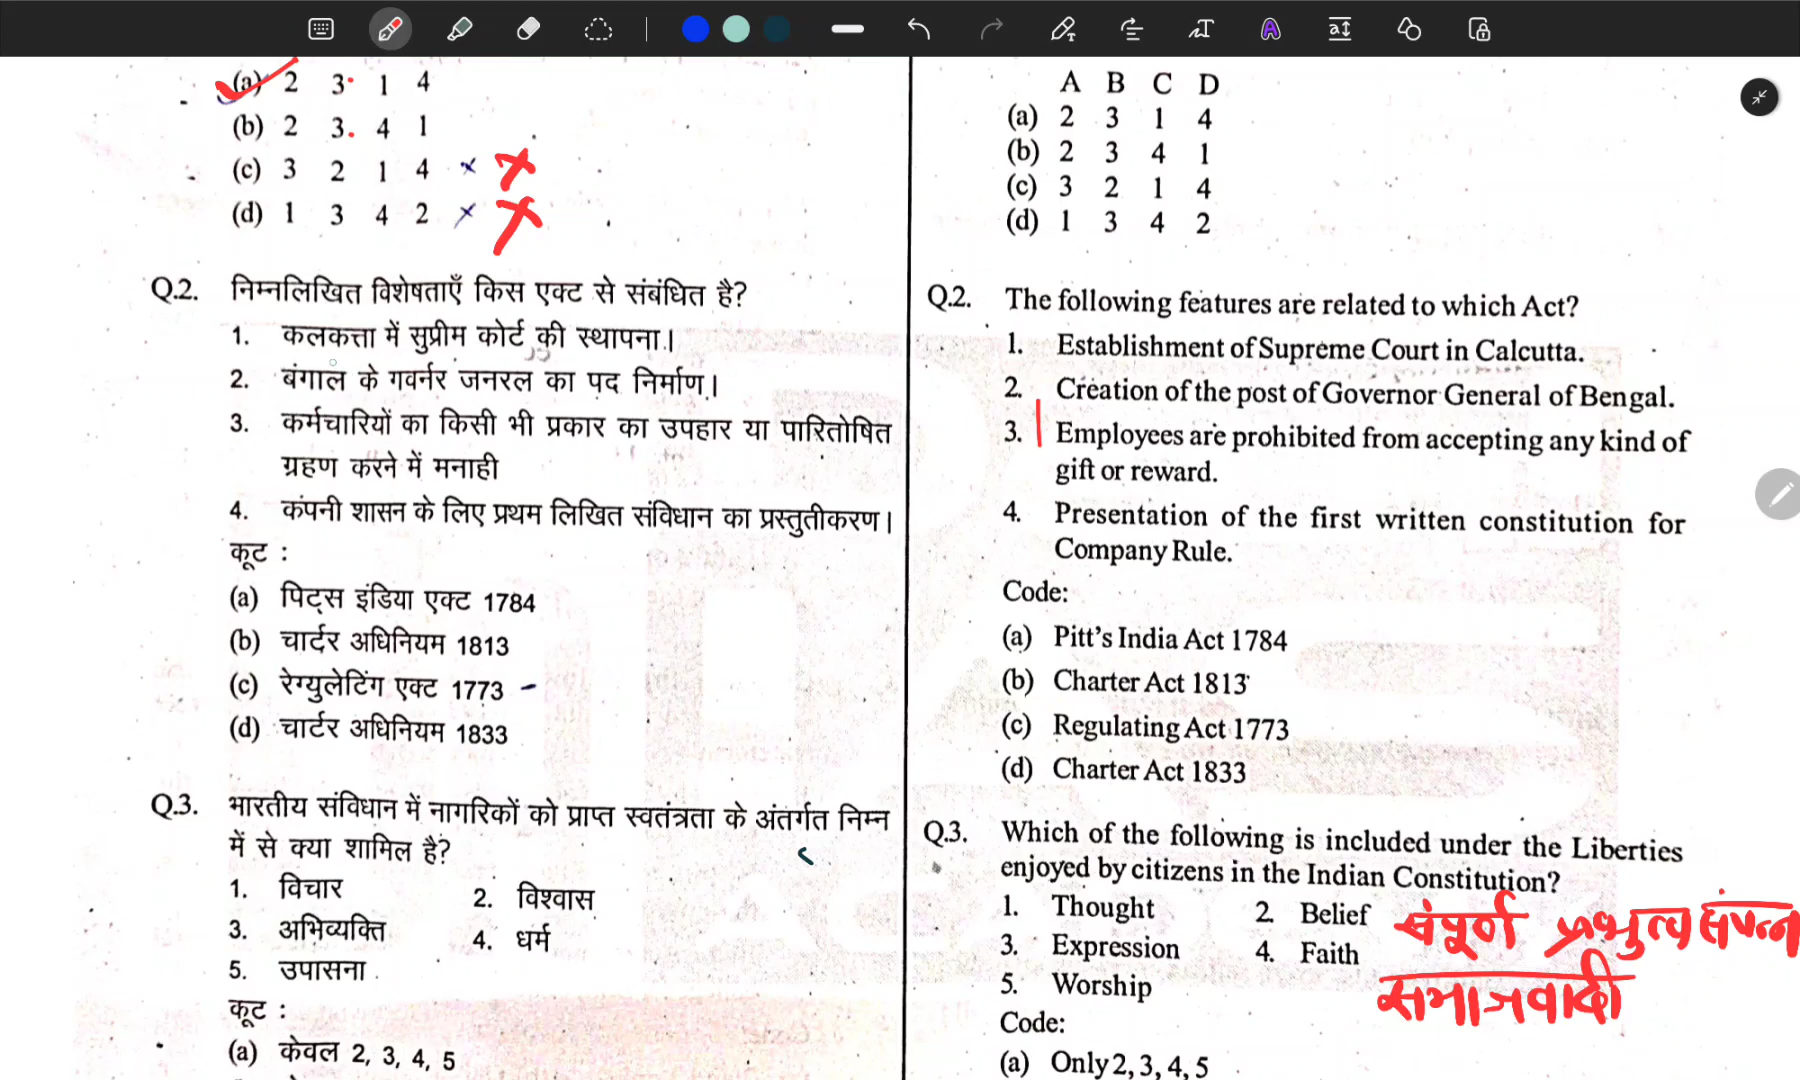 (a) 2 3 1 4
(b) 2 3 4 1
(c) 3 2 1 4
(d) 1 3 4 2
Q.2. निम्नलिखित विशेषताएँ किस एक्ट से संबंधित है?
1. कलकत्ता में सुप्रीम कोर्ट की स्थापना।
2. बंगाल के गवर्नर जनरल का पद निर्माण।
3. कर्मचारियों का किसी भी प्रकार का उपहार या पारितोषित
ग्रहण करने में मनाही
4. कंपनी शासन के लिए प्रथम लिखित संविधान का प्रस्तुतीकरण।
कूट :
(a) पिट्स इंडिया एक्ट 1784
(b) चार्टर अधिनियम 1813
(c) रेग्युलेटिंग एक्ट 1773
(d) चार्टर अधिनियम 1833
Q.3. भारतीय संविधान में नागरिकों को प्राप्त स्वतंत्रता के अंतर्गत निम्न
में से क्या शामिल है?
1. विचार 2. विश्वास
3. अभिव्यक्ति 4. धर्म
5. उपासना
कूट :
(a) केवल 2, 3, 4, 5
A B C D
(a) 2 3 1 4
(b) 2 3 4 1
(c) 3 2 1 4
(d) 1 3 4 2
Q.2. The following features are related to which Act?
1. Establishment of Supreme Court in Calcutta.
2. Creation of the post of Governor General of Bengal.
3. Employees are prohibited from accepting any kind of
gift or reward.
4. Presentation of the first written constitution for
Company Rule.
Code:
(a) Pitt's India Act 1784
(b) Charter Act 1813
(c) Regulating Act 1773
(d) Charter Act 1833
Q.3. Which of the following is included under the Liberties
enjoyed by citizens in the Indian Constitution?
1. Thought 2. Belief
3. Expression 4. Faith
5. Worship
Code:
(a) Only 2, 3, 4, 5
संपूर्ण प्रभुत्व संपन्न
समाजवादी